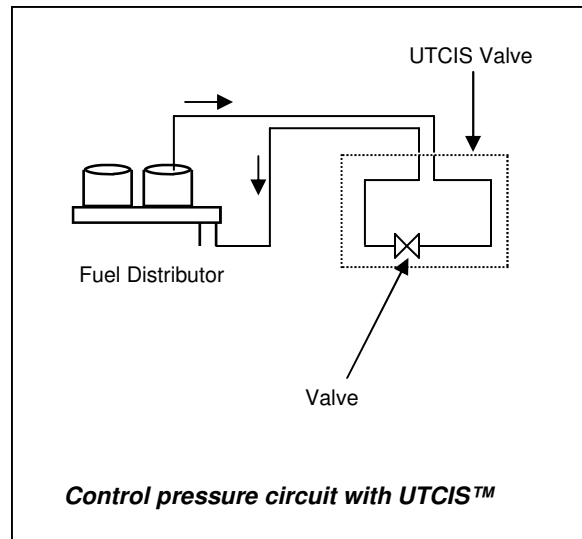 UTCIS Valve
Fuel Distributor
Valve
Control pressure circuit with UTCIS™